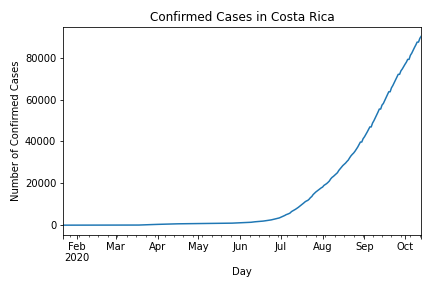 Confirmed Cases in Costa Rica
Number of Confirmed Cases
80000
60000
40000
20000
0
Feb Mar Apr May Jun Jul Aug Sep Oct
2020
Day